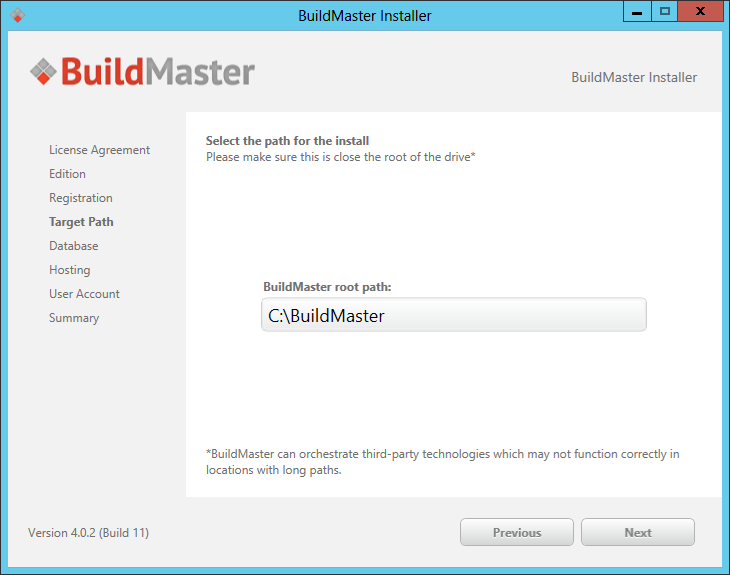 BuildMaster Installer
BuildMaster
BuildMaster Installer
License Agreement
Edition
Registration
Target Path
Database
Hosting
User Account
Summary
Select the path for the install
Please make sure this is close the root of the drive*
BuildMaster root path:
C:\BuildMaster
*BuildMaster can orchestrate third-party technologies which may not function correctly in
locations with long paths.
Version 4.0.2 (Build 11)
Previous
Next